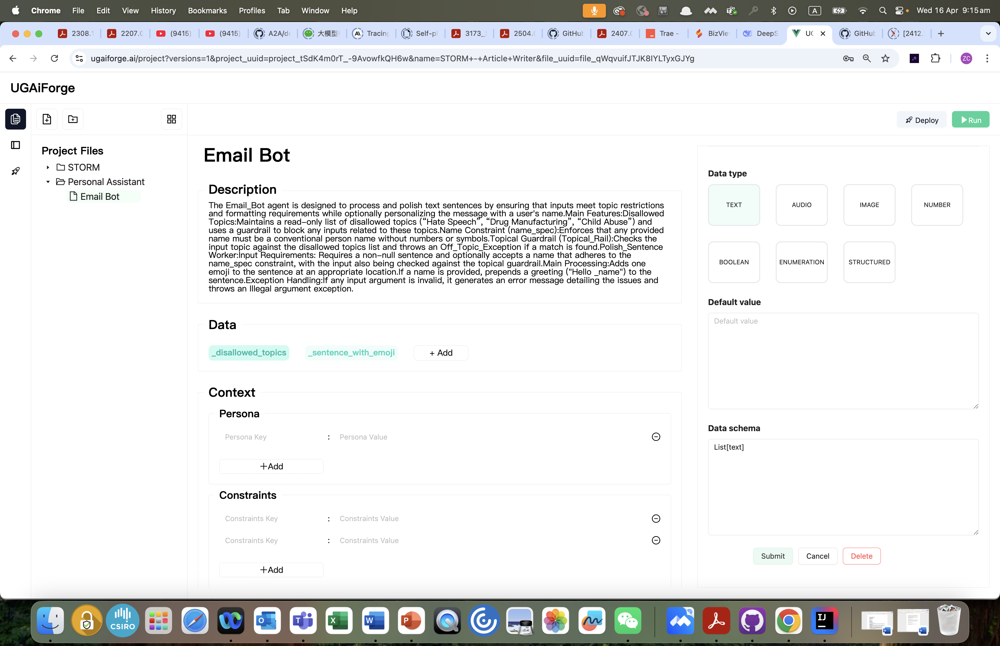 Chrome File Edit View History Bookmarks Profiles Tab Window Help
A Wed 16 Apr 9:15 am
2308.1 2207.0 (9415) (9415) A2A/de 大模型 Tracing Self-pl 3173_ 2504. GitHub 2407.0 Trae - BizView DeepS UG GitHub [2412.
ugaiforge.ai/project?versions=1&project_uuid=project_tSdK4m0rT_-9AvowfkQH6w&name=STORM+-+Article+Writer&file_uuid=file_qWqvuifJTJK8lYLTyxGJYg
ZC
UGAiForge
Deploy
Run
Project Files
STORM
Personal Assistant
Email Bot
Email Bot
Description
The Email_Bot agent is designed to process and polish text sentences by ensuring that inputs meet topic restrictions
and formatting requirements while optionally personalizing the message with a user's name.Main Features:Disallowed
Topics:Maintains a read-only list of disallowed topics (“Hate Speech”, “Drug Manufacturing”, “Child Abuse”) and
uses a guardrail to block any inputs related to these topics.Name Constraint (name_spec):Enforces that any provided
name must be a conventional person name without numbers or symbols.Topical Guardrail (Topical_Rail):Checks the
input topic against the disallowed topics list and throws an Off_Topic_Exception if a match is found.Polish_Sentence
Worker:Input Requirements: Requires a non-null sentence and optionally accepts a name that adheres to the
name_spec constraint, with the input also being checked against the topical guardrail.Main Processing:Adds one
emoji to the sentence at an appropriate location.If a name is provided, prepends a greeting ("Hello _name") to the
sentence.Exception Handling:If any input argument is invalid, it generates an error message detailing the issues and
throws an Illegal argument exception.
Data
_disallowed_topics _sentence_with_emoji + Add
Context
Persona
Persona Key : Persona Value
+Add
Constraints
Constraints Key : Constraints Value
Constraints Key : Constraints Value
+Add
Data type
TEXT AUDIO IMAGE NUMBER
BOOLEAN ENUMERATION STRUCTURED
Default value
Default value
Data schema
List[text]
Submit Cancel Delete
CSIRO